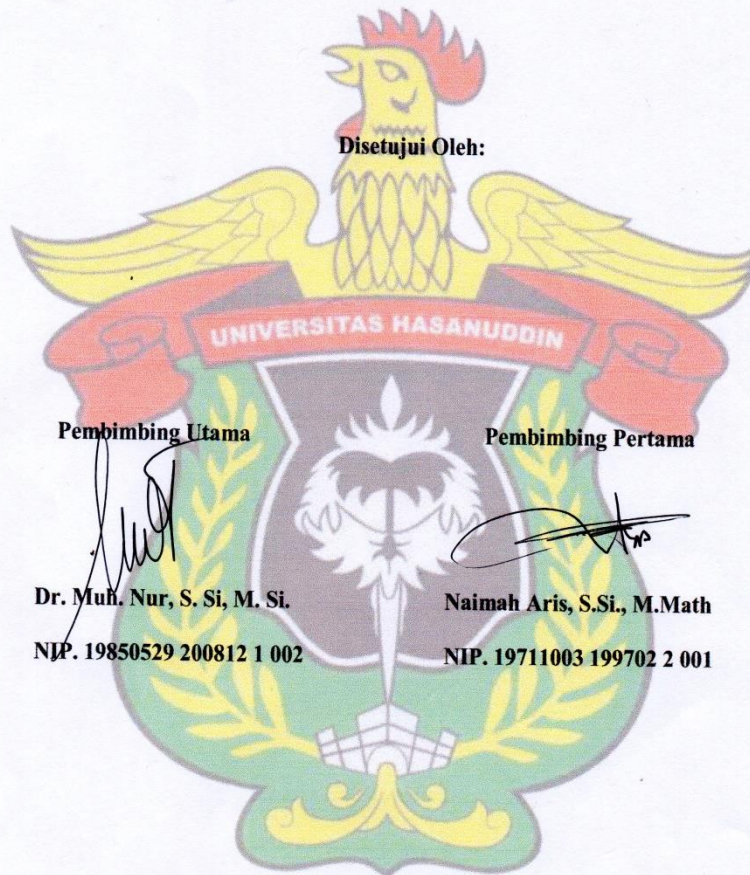 Disetujui Oleh:
UNIVERSITAS HASANUDDIN
Pembimbing Utama
Pembimbing Pertama
Dr. Muh. Nur, S. Si, M. Si.
Naimah Aris, S.Si., M.Math
NIP. 19850529 200812 1 002
NIP. 19711003 199702 2 001